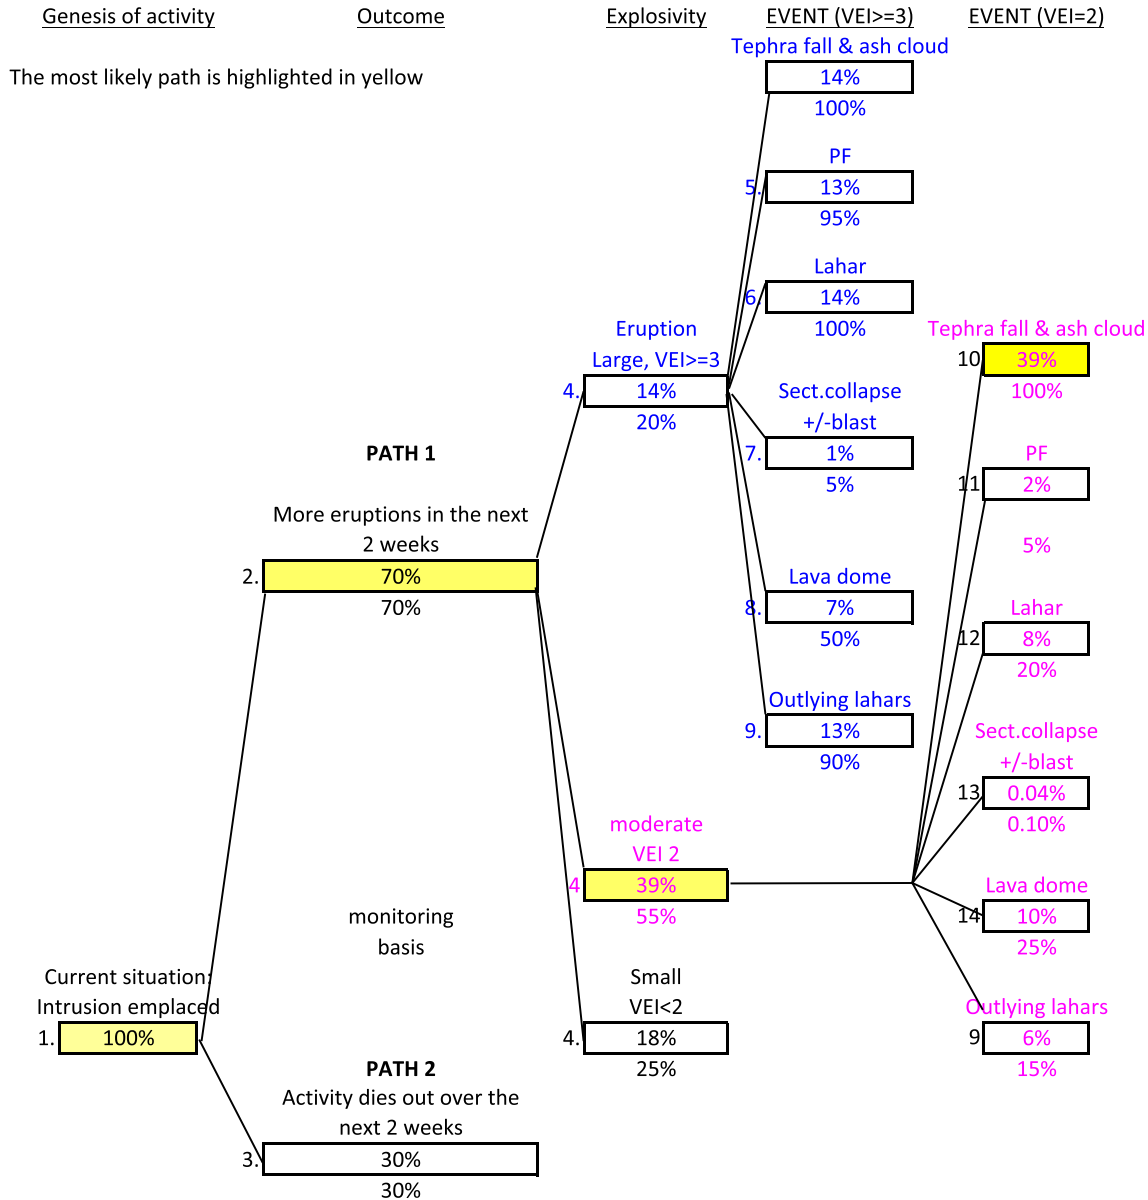 Genesis of activity
Outcome
Explosivity
EVENT (VEI>=3)
EVENT (VEI=2)
The most likely path is highlighted in yellow
Current situation:
Intrusion emplaced
1.
100%
PATH 1
More eruptions in the next
2 weeks
2.
70%
70%
monitoring
basis
PATH 2
Activity dies out over the
next 2 weeks
3.
30%
30%
Eruption
Large, VEI>=3
4.
14%
20%
moderate
VEI 2
4
39%
55%
Small
VEI<2
4.
18%
25%
Tephra fall & ash cloud
14%
100%
PF
5.
13%
95%
Lahar
6.
14%
100%
Sect.collapse
+/-blast
7.
1%
5%
Lava dome
8.
7%
50%
Outlying lahars
9.
13%
90%
Tephra fall & ash cloud
10
39%
100%
PF
11
2%
5%
Lahar
12
8%
20%
Sect.collapse
+/-blast
13
0.04%
0.10%
Lava dome
14
10%
25%
Outlying lahars
9
6%
15%